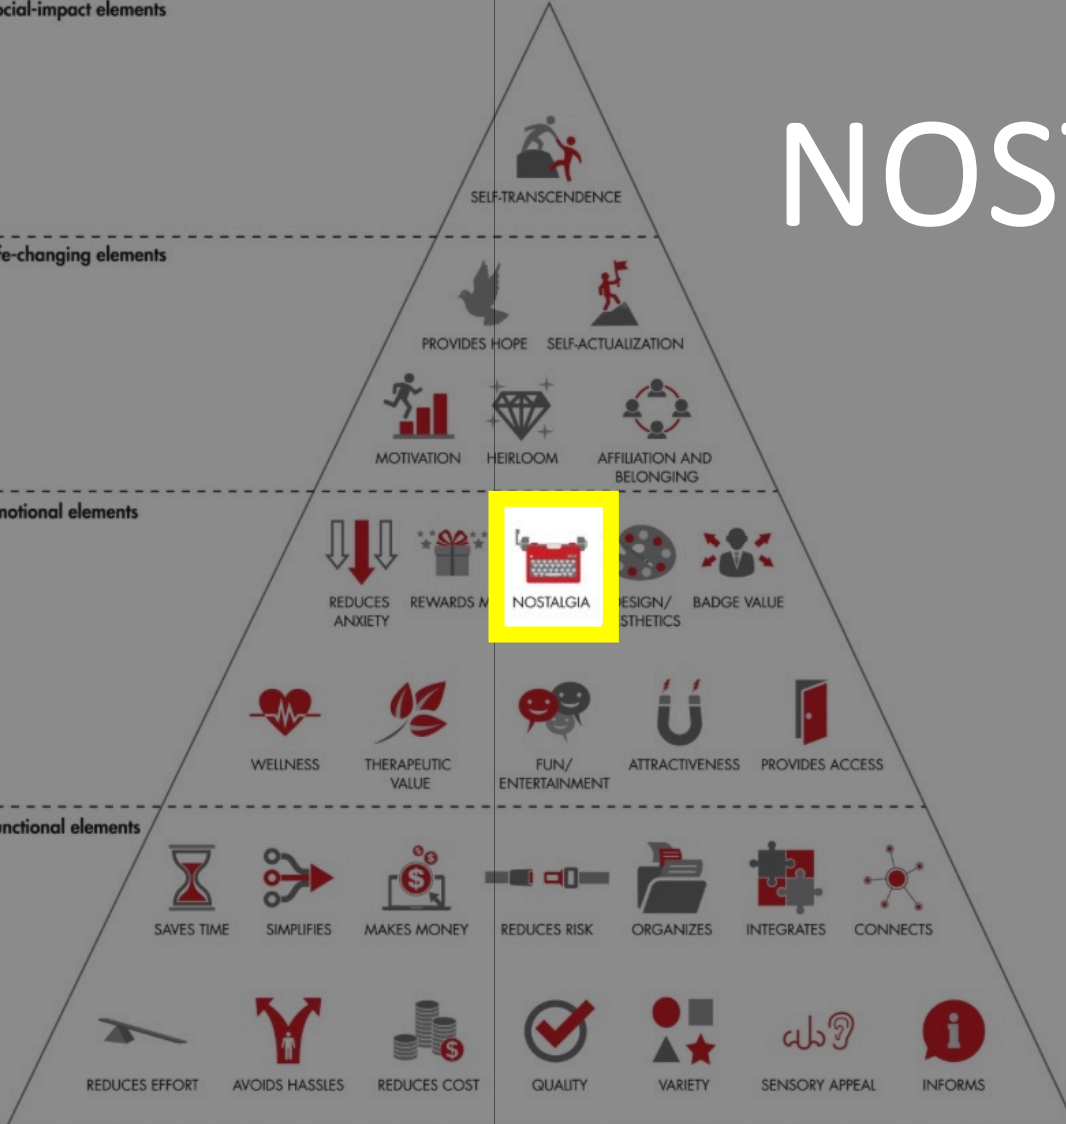 ocial-impact elements
NOST
SELF-TRANSCENDENCE
fe-changing elements
PROVIDES HOPE
SELF-ACTUALIZATION
MOTIVATION
HEIRLOOM
AFFILIATION AND
BELONGING
motional elements
REDUCES
ANXIETY
REWARDS M
NOSTALGIA
DESIGN/
STHETICS
BADGE VALUE
WELLNESS
THERAPEUTIC
VALUE
FUN/
ENTERTAINMENT
ATTRACTIVENESS
PROVIDES ACCESS
unctional elements
SAVES TIME
SIMPLIFIES
MAKES MONEY
REDUCES RISK
ORGANIZES
INTEGRATES
CONNECTS
REDUCES EFFORT
AVOIDS HASSLES
REDUCES COST
QUALITY
VARIETY
SENSORY APPEAL
INFORMS